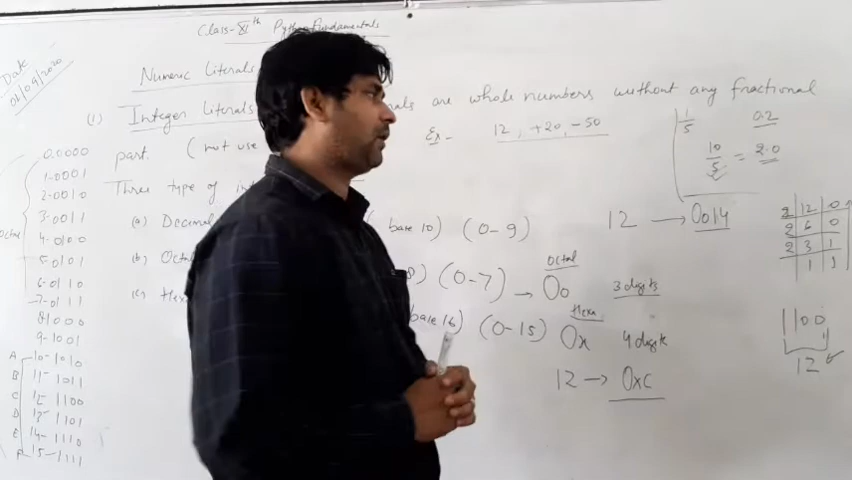 Class-XIth Python Fundamentals
Date
01/09/2020
Numeric Literals
(i) Integer Literals are whole numbers without any fractional
part. (not use
Ex- 12, +20, -50
1/5 0.2
10/5 = 2.0
Three type of
(a) Decimal base 10) (0-9)
(b) Octal 8) (0-7) → 0o 3 digits
Octal
(c) Hexa base 16) (0-15) 0x 4 digits
Hexa
12 → 0o14
12 → 0xC
2 12 0
2 6 0
2 3 1
1 1
1100
12
Octal
0.0000
1-0001
2-0010
3-0011
4-0100
5-0101
6-0110
7-0111
8-1000
9-1001
A 10-1010
B 11-1011
C 12-1100
D 13-1101
E 14-1110
F 15-1111